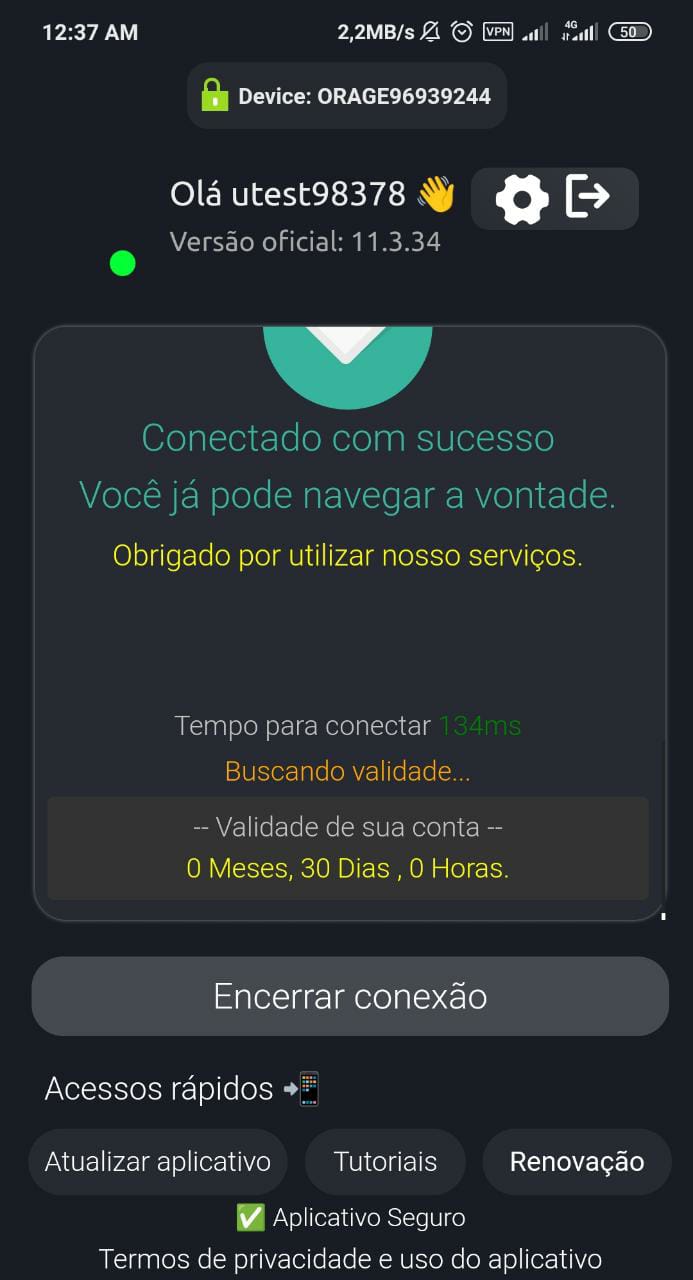 12:37 AM 2,2MB/s VPN 4G 50
Device: ORAGE96939244
Olá utest98378 👋
Versão oficial: 11.3.34
Conectado com sucesso
Você já pode navegar a vontade.
Obrigado por utilizar nosso serviços.
Tempo para conectar 134ms
Buscando validade...
-- Validade de sua conta --
0 Meses, 30 Dias , 0 Horas.
Encerrar conexão
Acessos rápidos 📲
Atualizar aplicativo Tutoriais Renovação
✅ Aplicativo Seguro
Termos de privacidade e uso do aplicativo